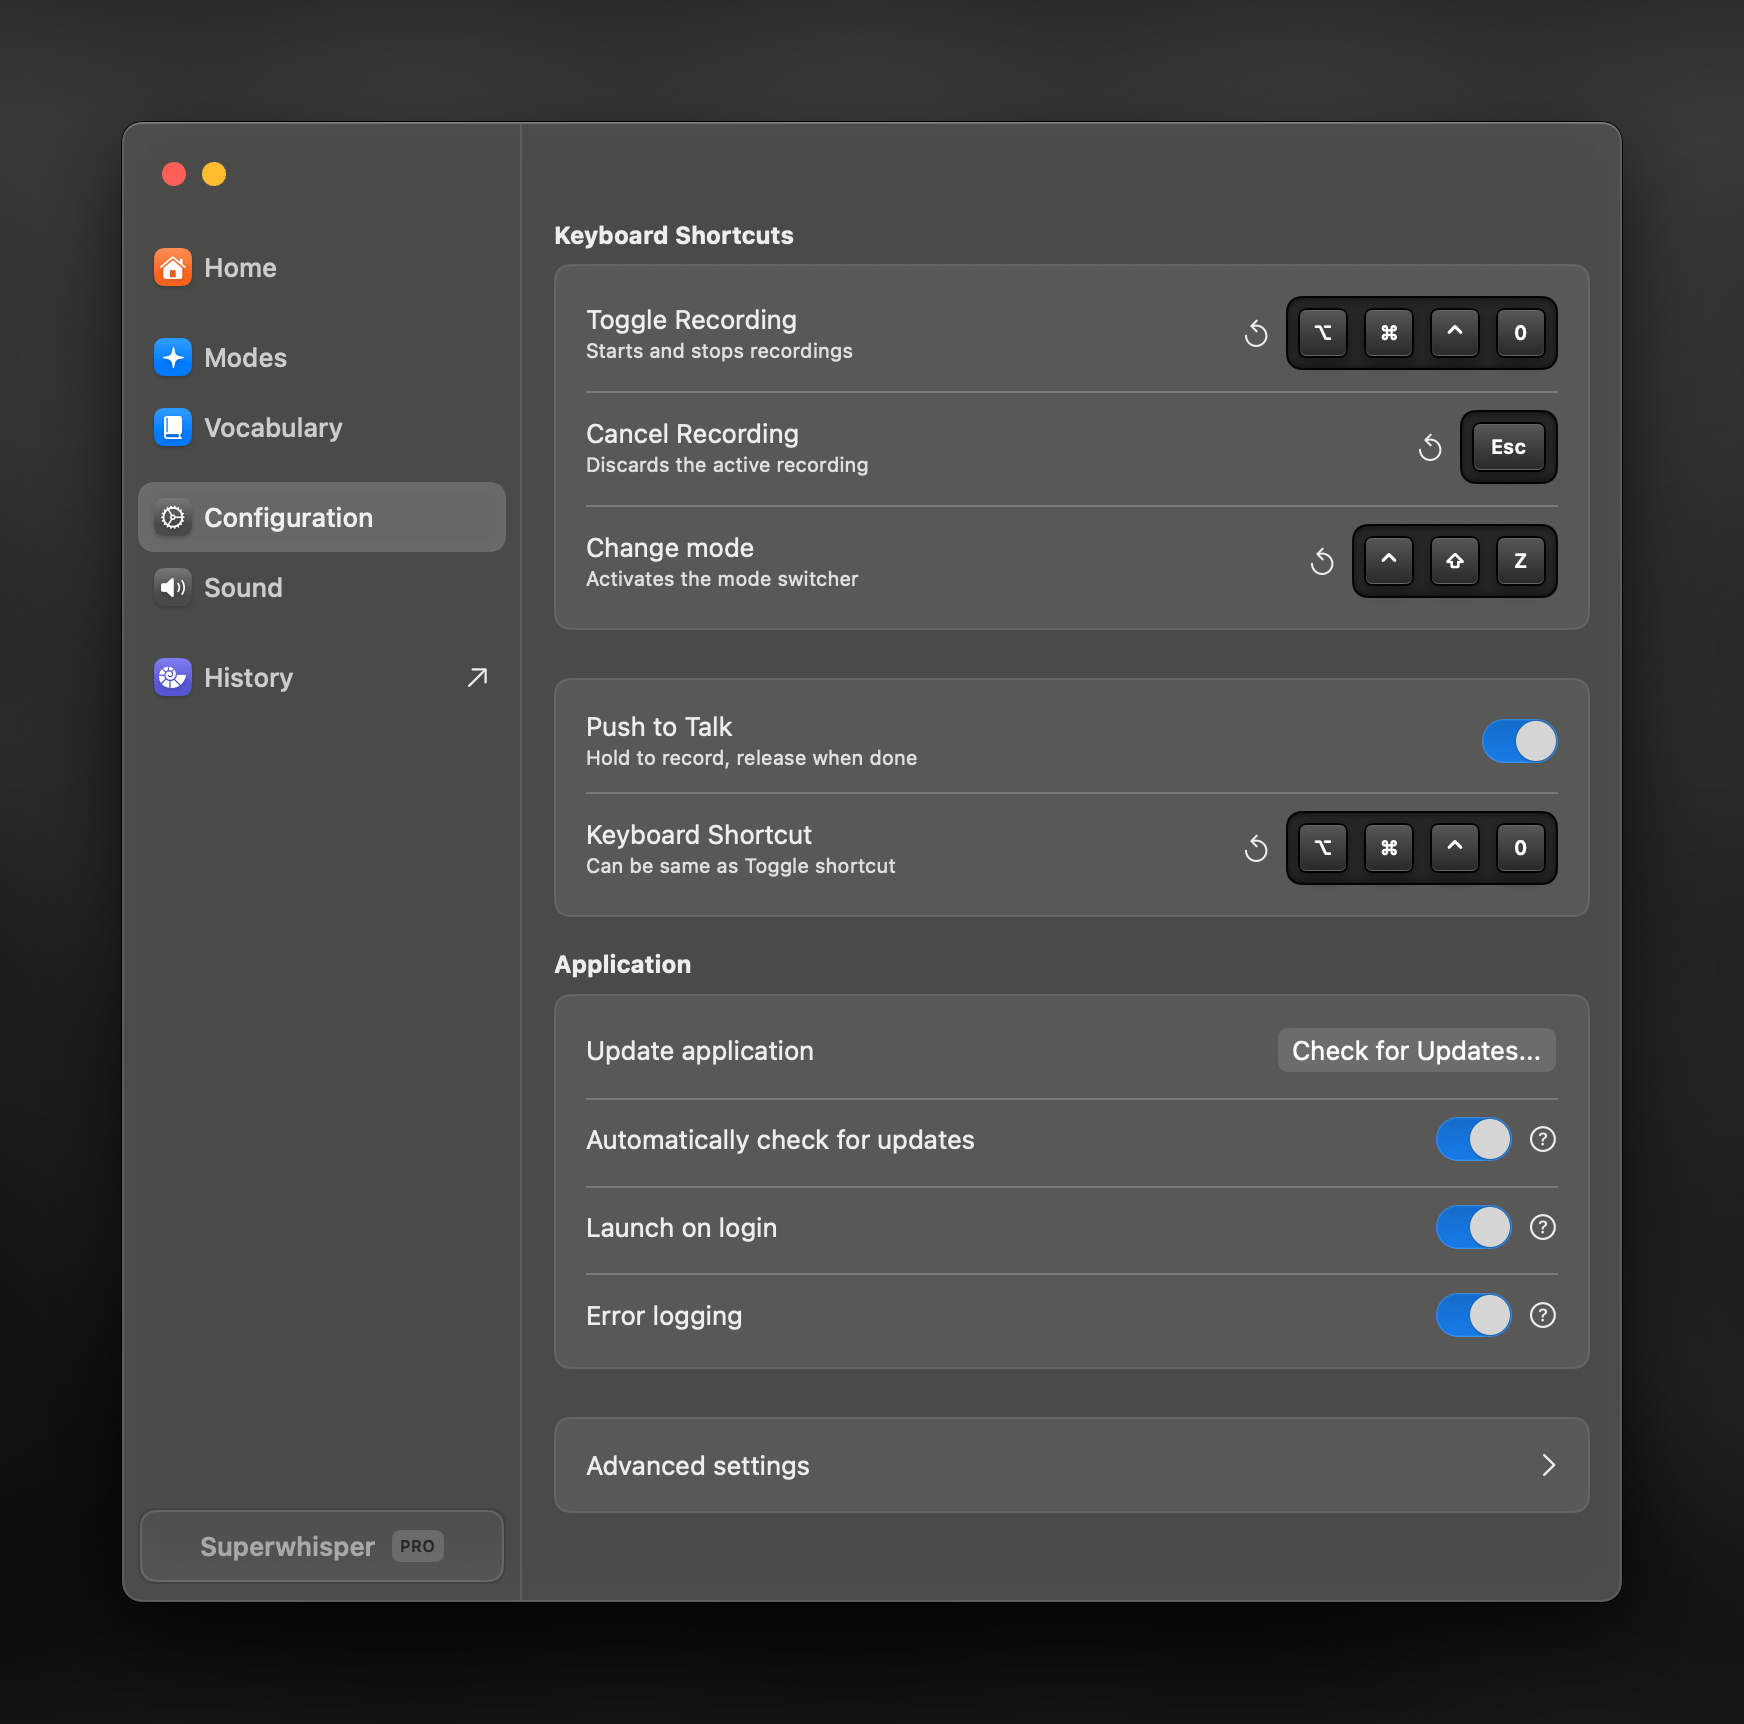 Home
Modes
Vocabulary
Configuration
Sound
History
Superwhisper PRO
Keyboard Shortcuts
Toggle Recording
Starts and stops recordings
⌥ ⌘ ^ 0
Cancel Recording
Discards the active recording
Esc
Change mode
Activates the mode switcher
^ ⇧ Z
Push to Talk
Hold to record, release when done
Keyboard Shortcut
Can be same as Toggle shortcut
⌥ ⌘ ^ 0
Application
Update application
Check for Updates...
Automatically check for updates
?
Launch on login
?
Error logging
?
Advanced settings